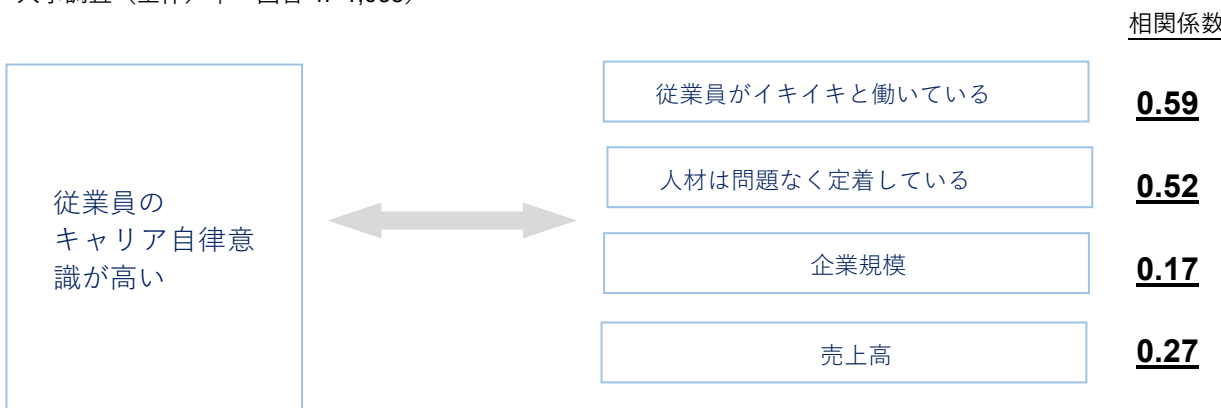 相関係数
従業員の
キャリア自律意
識が高い
従業員がイキイキと働いている
0.59
人材は問題なく定着している
0.52
企業規模
0.17
売上高
0.27